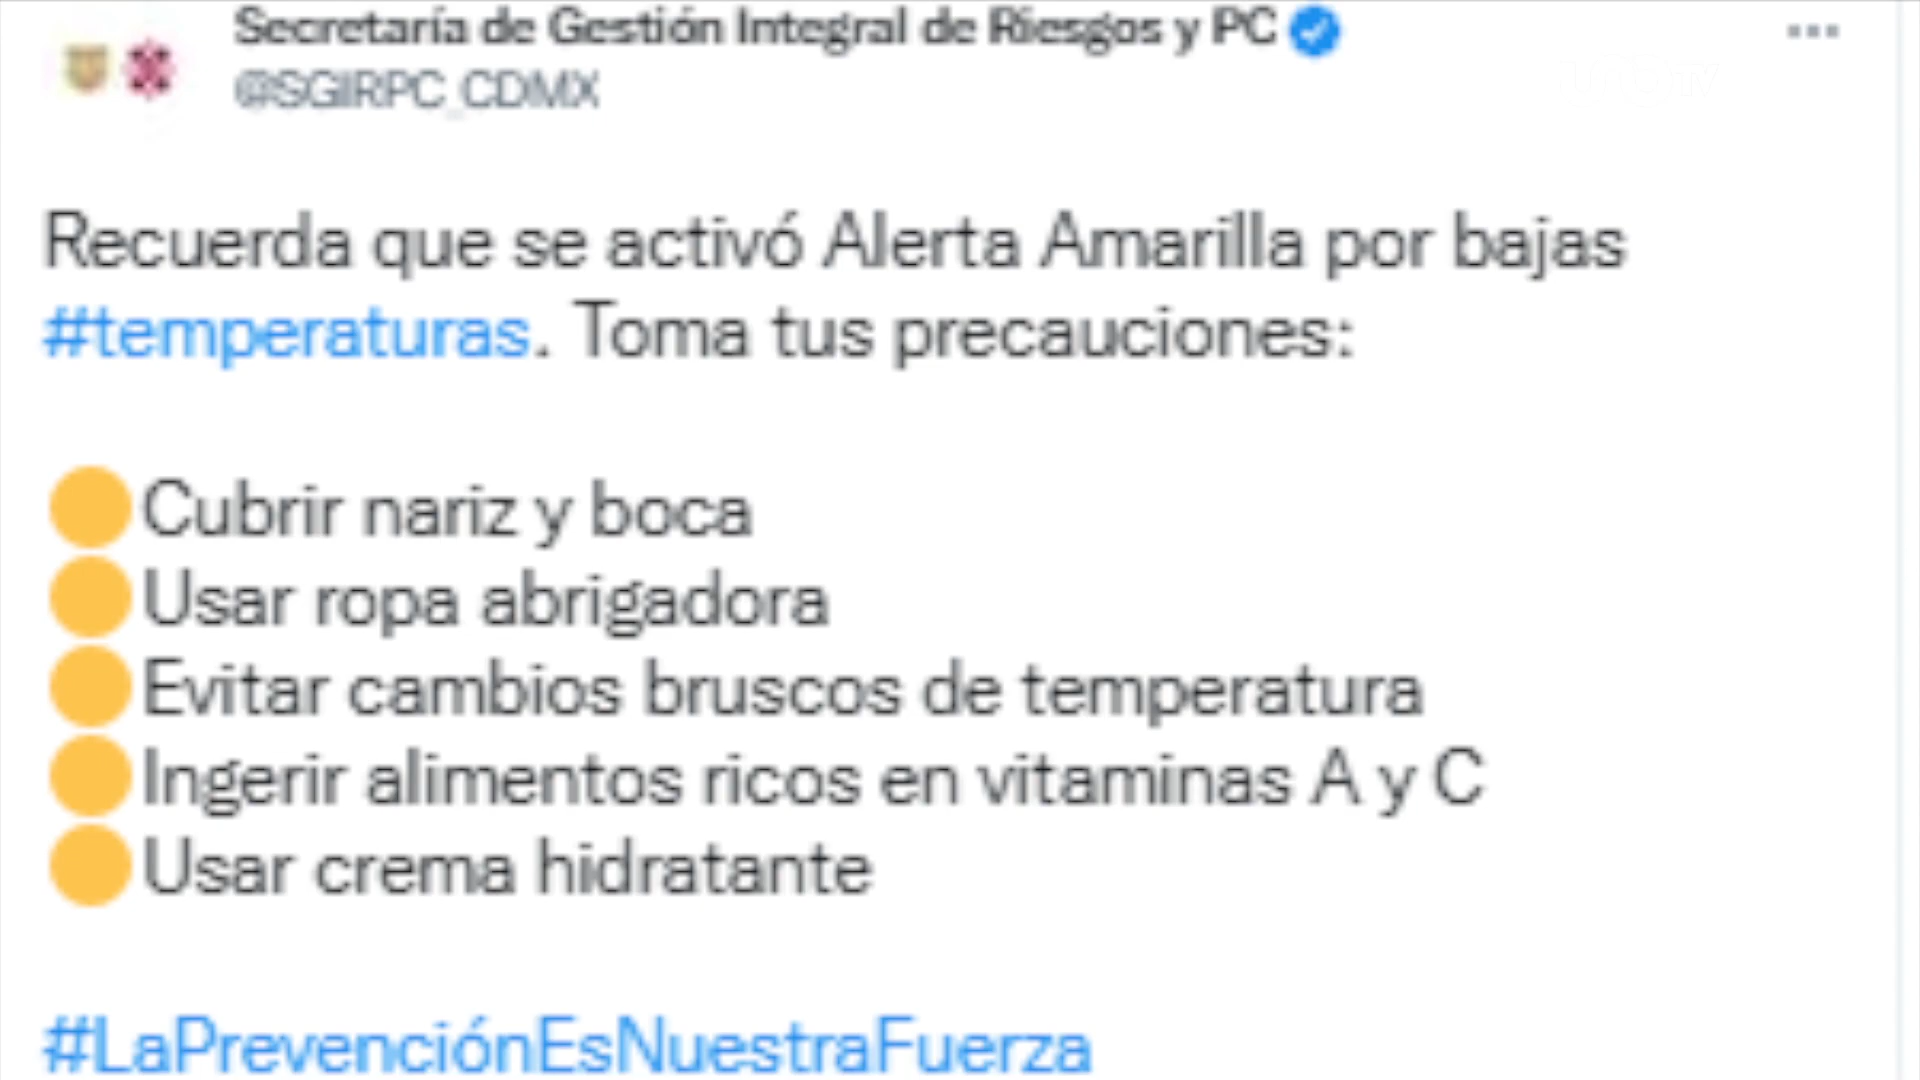 Secretaría de Gestión Integral de Riesgos y PC
@SGIRPC_CDMX
Recuerda que se activó Alerta Amarilla por bajas
#temperaturas. Toma tus precauciones:
Cubrir nariz y boca
Usar ropa abrigadora
Evitar cambios bruscos de temperatura
Ingerir alimentos ricos en vitaminas A y C
Usar crema hidratante
#LaPrevenciónEsNuestraFuerza